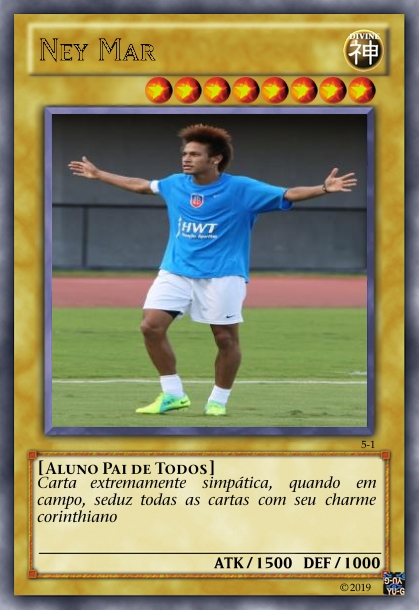 Ney Mar
DIVINE
神
HWT
5-1
[Aluno Pai de Todos]
Carta extremamente simpática, quando em
campo, seduz todas as cartas com seu charme
corinthiano
ATK / 1500 DEF / 1000
©2019